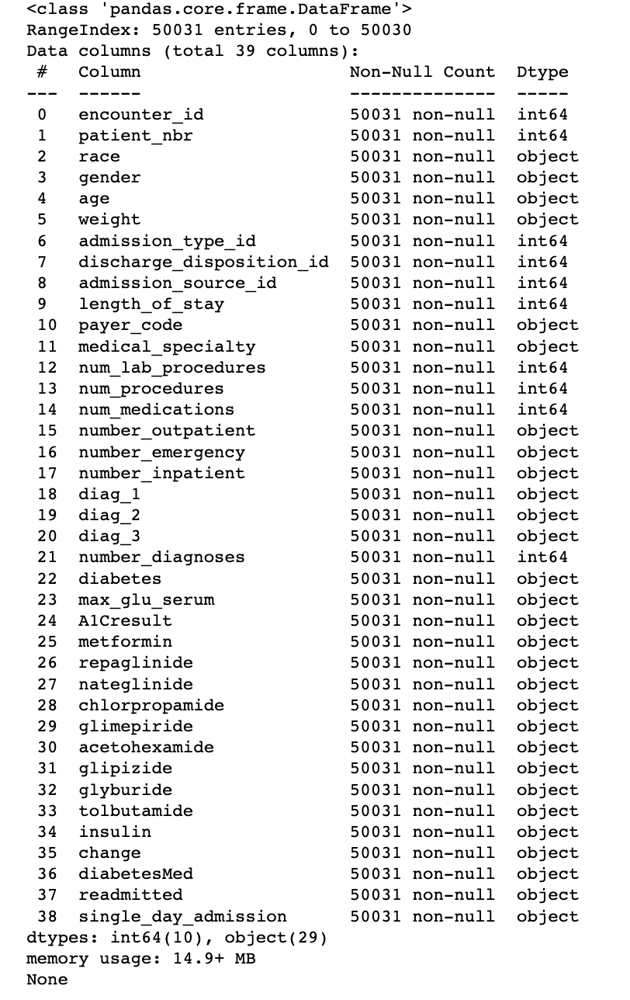 <class 'pandas.core.frame.DataFrame'>
RangeIndex: 50031 entries, 0 to 50030
Data columns (total 39 columns):
 #   Column                    Non-Null Count  Dtype
---  ------                    --------------  -----
 0   encounter_id              50031 non-null  int64
 1   patient_nbr               50031 non-null  int64
 2   race                      50031 non-null  object
 3   gender                    50031 non-null  object
 4   age                       50031 non-null  object
 5   weight                    50031 non-null  object
 6   admission_type_id         50031 non-null  int64
 7   discharge_disposition_id  50031 non-null  int64
 8   admission_source_id       50031 non-null  int64
 9   length_of_stay            50031 non-null  int64
 10  payer_code                50031 non-null  object
 11  medical_specialty         50031 non-null  object
 12  num_lab_procedures        50031 non-null  int64
 13  num_procedures            50031 non-null  int64
 14  num_medications           50031 non-null  int64
 15  number_outpatient         50031 non-null  object
 16  number_emergency          50031 non-null  object
 17  number_inpatient          50031 non-null  object
 18  diag_1                    50031 non-null  object
 19  diag_2                    50031 non-null  object
 20  diag_3                    50031 non-null  object
 21  number_diagnoses          50031 non-null  int64
 22  diabetes                  50031 non-null  object
 23  max_glu_serum             50031 non-null  object
 24  A1Cresult                 50031 non-null  object
 25  metformin                 50031 non-null  object
 26  repaglinide               50031 non-null  object
 27  nateglinide               50031 non-null  object
 28  chlorpropamide            50031 non-null  object
 29  glimepiride               50031 non-null  object
 30  acetohexamide             50031 non-null  object
 31  glipizide                 50031 non-null  object
 32  glyburide                 50031 non-null  object
 33  tolbutamide               50031 non-null  object
 34  insulin                   50031 non-null  object
 35  change                    50031 non-null  object
 36  diabetesMed               50031 non-null  object
 37  readmitted                50031 non-null  object
 38  single_day_admission      50031 non-null  object
dtypes: int64(10), object(29)
memory usage: 14.9+ MB
None